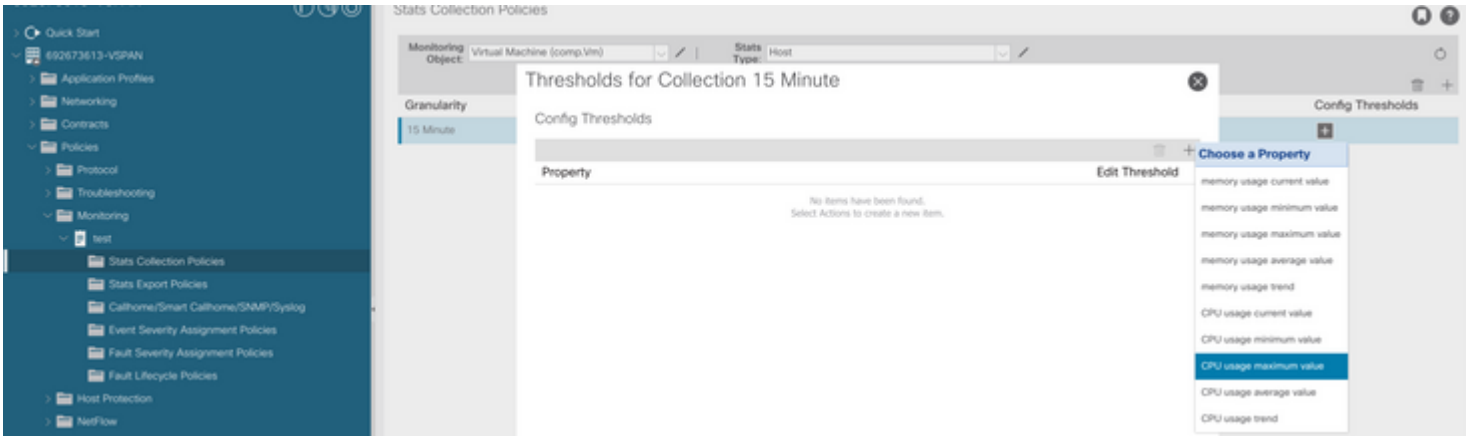 Quick Start
692673613-VSPAN
Application Profiles
Networking
Contracts
Policies
Protocol
Troubleshooting
Monitoring
test
Stats Collection Policies
Stats Export Policies
Callhome/Smart Callhome/SNMP/Syslog
Event Severity Assignment Policies
Fault Severity Assignment Policies
Fault Lifecycle Policies
Host Protection
NetFlow
Stats Collection Policies
Monitoring Object: Virtual Machine (comp.Vm)
Stats Type: Host
Granularity
Config Thresholds
15 Minute
Thresholds for Collection 15 Minute
Config Thresholds
Property
Edit Threshold
No items have been found.
Select Actions to create a new item.
Choose a Property
memory usage current value
memory usage minimum value
memory usage maximum value
memory usage average value
memory usage trend
CPU usage current value
CPU usage minimum value
CPU usage maximum value
CPU usage average value
CPU usage trend